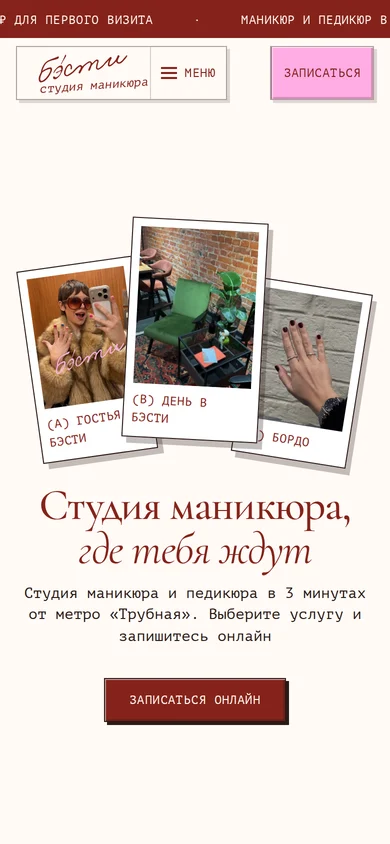 ₽ ДЛЯ ПЕРВОГО ВИЗИТА · МАНИКЮР И ПЕДИКЮР В
бэсти
студия маникюра
МЕНЮ
ЗАПИСАТЬСЯ
бэсти
(А) ГОСТЬЯ
БЭСТИ
(В) ДЕНЬ В
БЭСТИ
) БОРДО
Студия маникюра,
где тебя ждут
Студия маникюра и педикюра в 3 минутах
от метро «Трубная». Выберите услугу и
запишитесь онлайн
ЗАПИСАТЬСЯ ОНЛАЙН